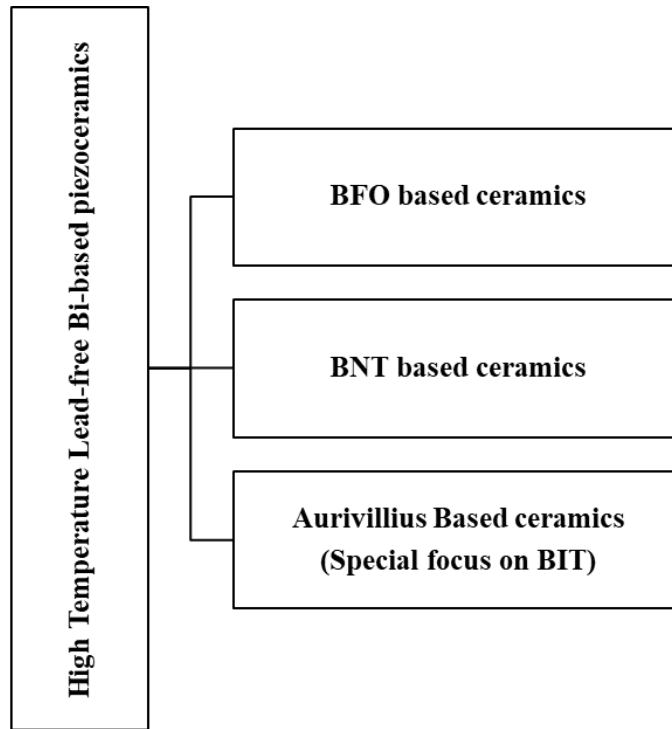 High Temperature Lead-free Bi-based piezoceramics
BFO based ceramics
BNT based ceramics
Aurivillius Based ceramics
(Special focus on BIT)